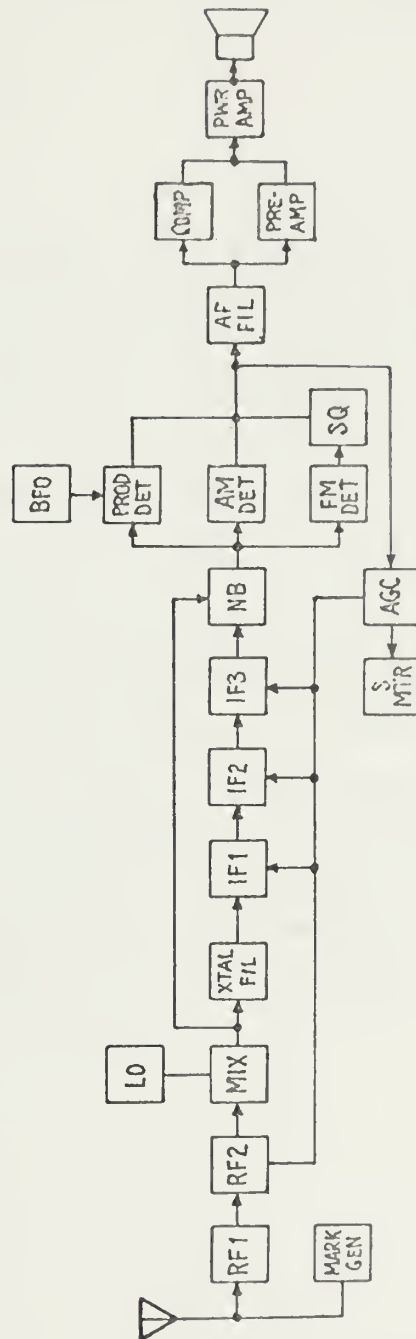 RF1
MARK
GEN
RF2
LO
MIX
XTAL
FIL
IF1
IF2
IF3
NB
BFO
PROD
DET
AM
DET
FM
DET
SQ
AGC
S
MTR
AF
FIL
COMP
PRE-
AMP
PWR
AMP